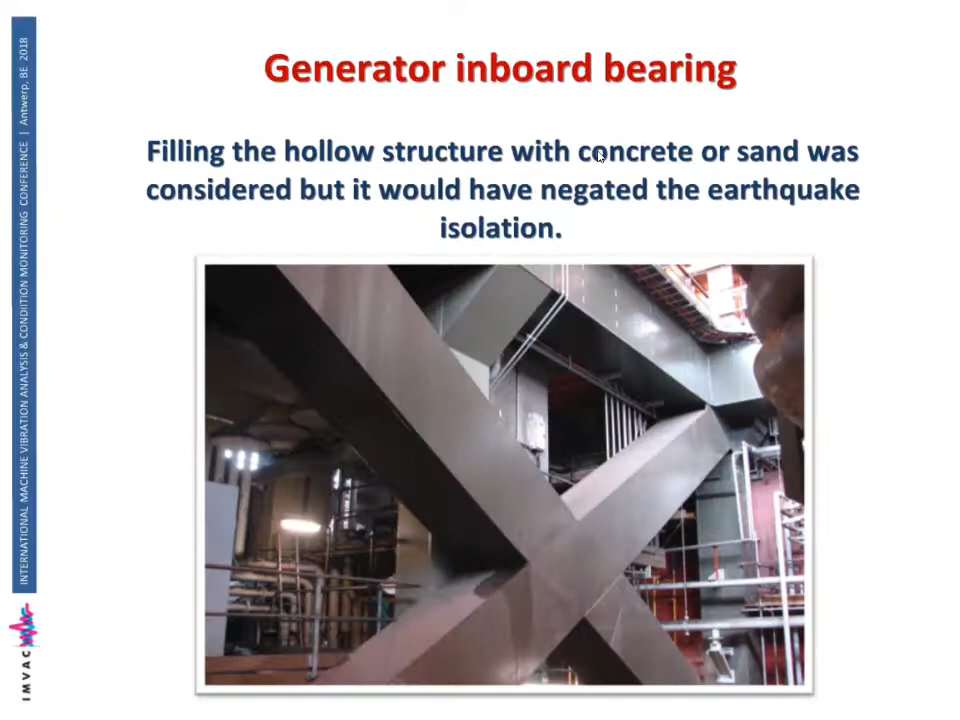 Generator inboard bearing
Filling the hollow structure with concrete or sand was
considered but it would have negated the earthquake
isolation.
INTERNATIONAL MACHINE VIBRATION ANALYSIS & CONDITION MONITORING CONFERENCE | Antwerp, BE 2018
IMVAC